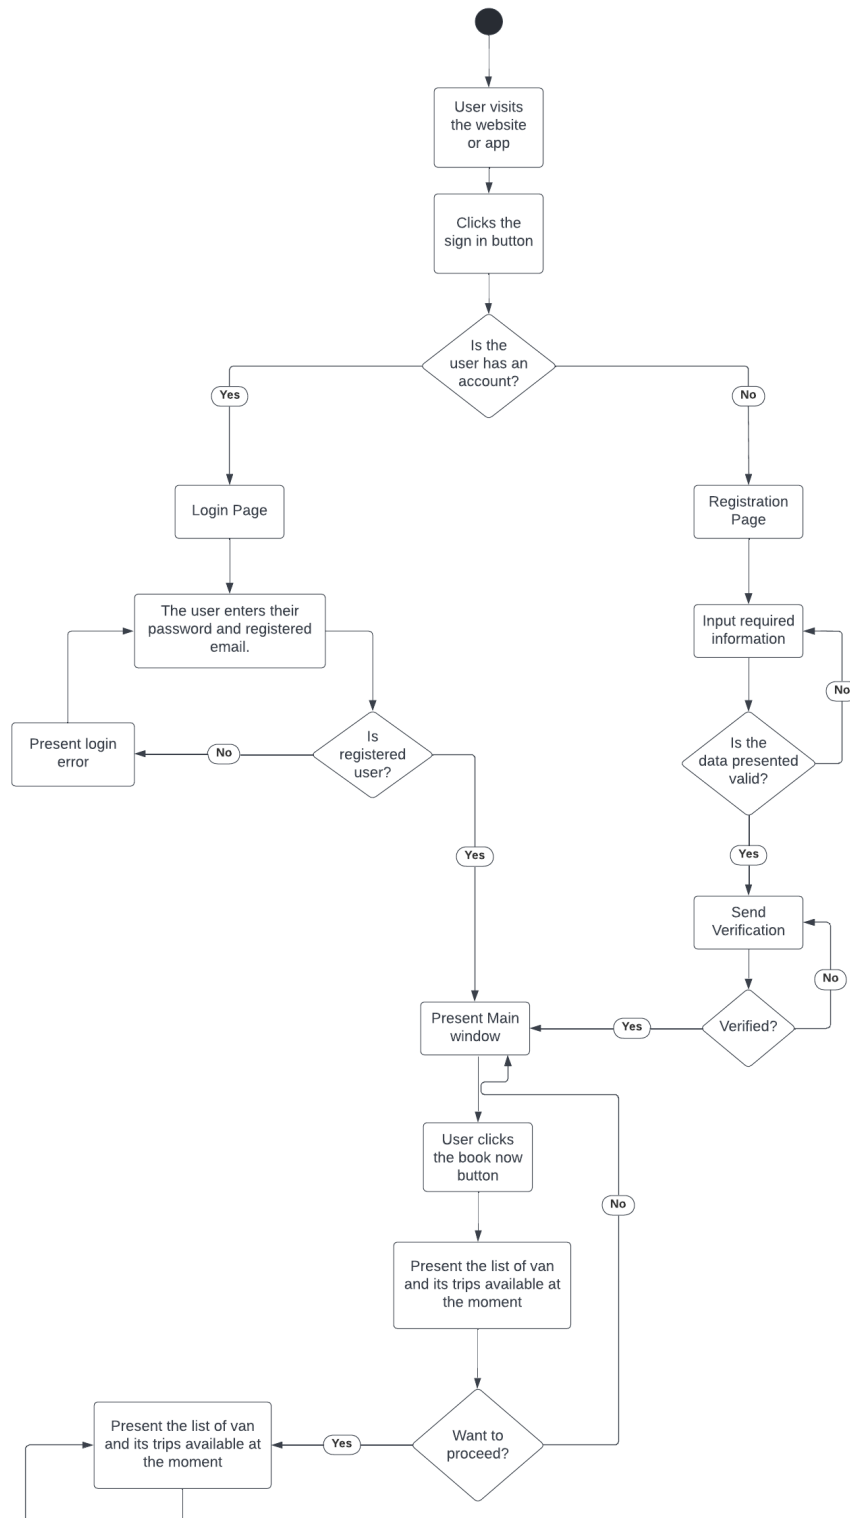 User visits
the website
or app
Clicks the
sign in button
Is the
user has an
account?
Yes
No
Login Page
Registration
Page
The user enters their
password and registered
email.
Input required
information
No
Present login
error
No
Is
registered
user?
Is the
data presented
valid?
Yes
Yes
Send
Verification
No
Present Main
window
Yes
Verified?
User clicks
the book now
button
No
Present the list of van
and its trips available at
the moment
Present the list of van
and its trips available at
the moment
Yes
Want to
proceed?